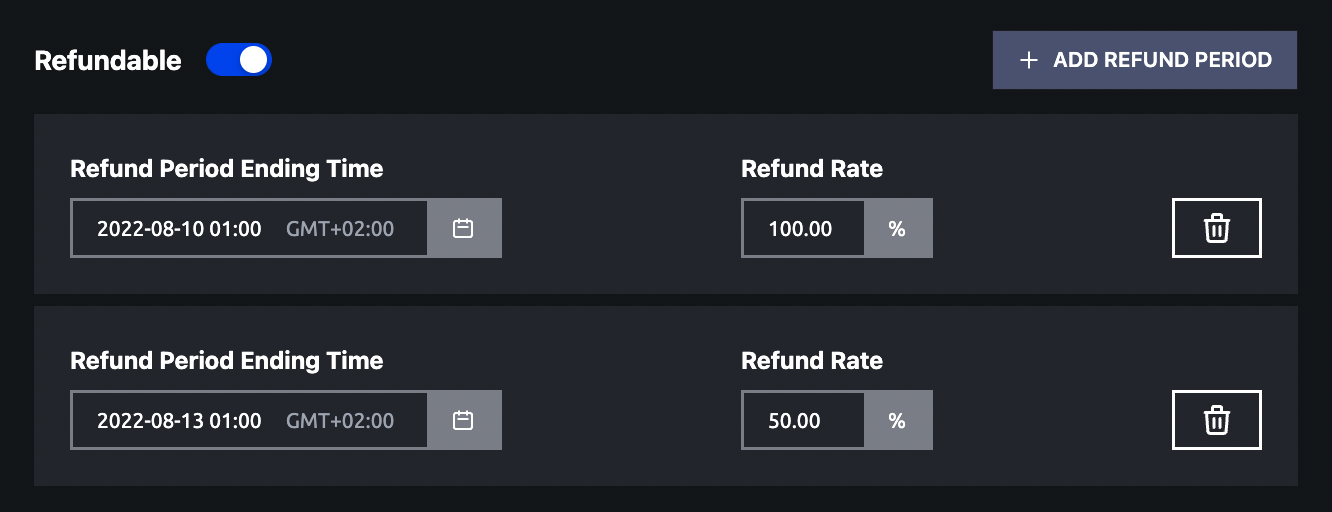 Refundable
+ ADD REFUND PERIOD
Refund Period Ending Time
Refund Rate
2022-08-10 01:00 GMT+02:00
100.00 %
Refund Period Ending Time
Refund Rate
2022-08-13 01:00 GMT+02:00
50.00 %